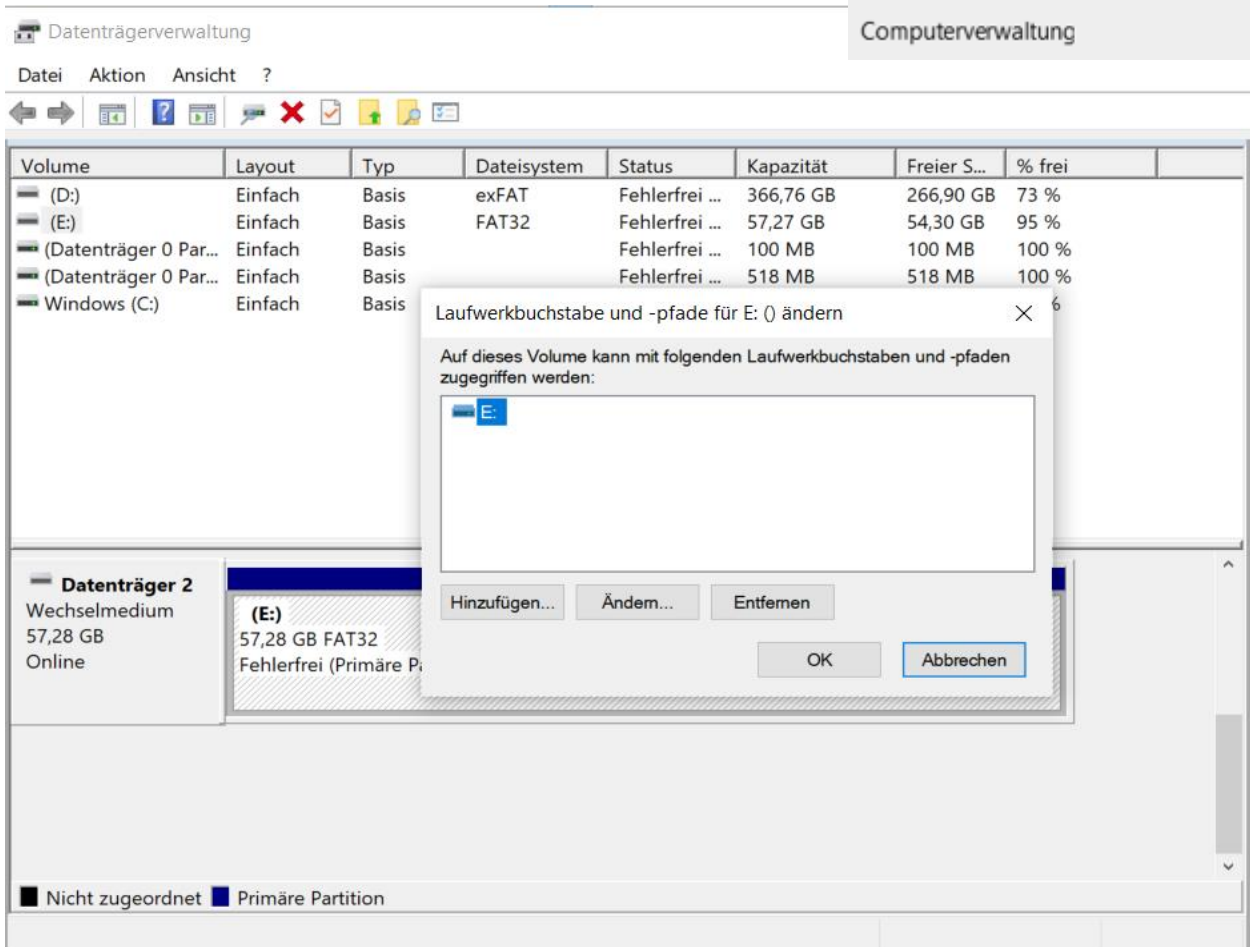 Datenträgerverwaltung
Computerverwaltung
Datei Aktion Ansicht ?
Volume Layout Typ Dateisystem Status Kapazität Freier S... % frei
(D:) Einfach Basis exFAT Fehlerfrei ... 366,76 GB 266,90 GB 73 %
(E:) Einfach Basis FAT32 Fehlerfrei ... 57,27 GB 54,30 GB 95 %
(Datenträger 0 Par... Einfach Basis Fehlerfrei ... 100 MB 100 MB 100 %
(Datenträger 0 Par... Einfach Basis Fehlerfrei ... 518 MB 518 MB 100 %
Windows (C:) Einfach Basis
Laufwerkbuchstabe und -pfade für E: () ändern
Auf dieses Volume kann mit folgenden Laufwerkbuchstaben und -pfaden
zugegriffen werden:
E:
Hinzufügen... Ändern... Entfernen
OK Abbrechen
Datenträger 2
Wechselmedium
57,28 GB
Online
(E:)
57,28 GB FAT32
Fehlerfrei (Primäre
Nicht zugeordnet Primäre Partition